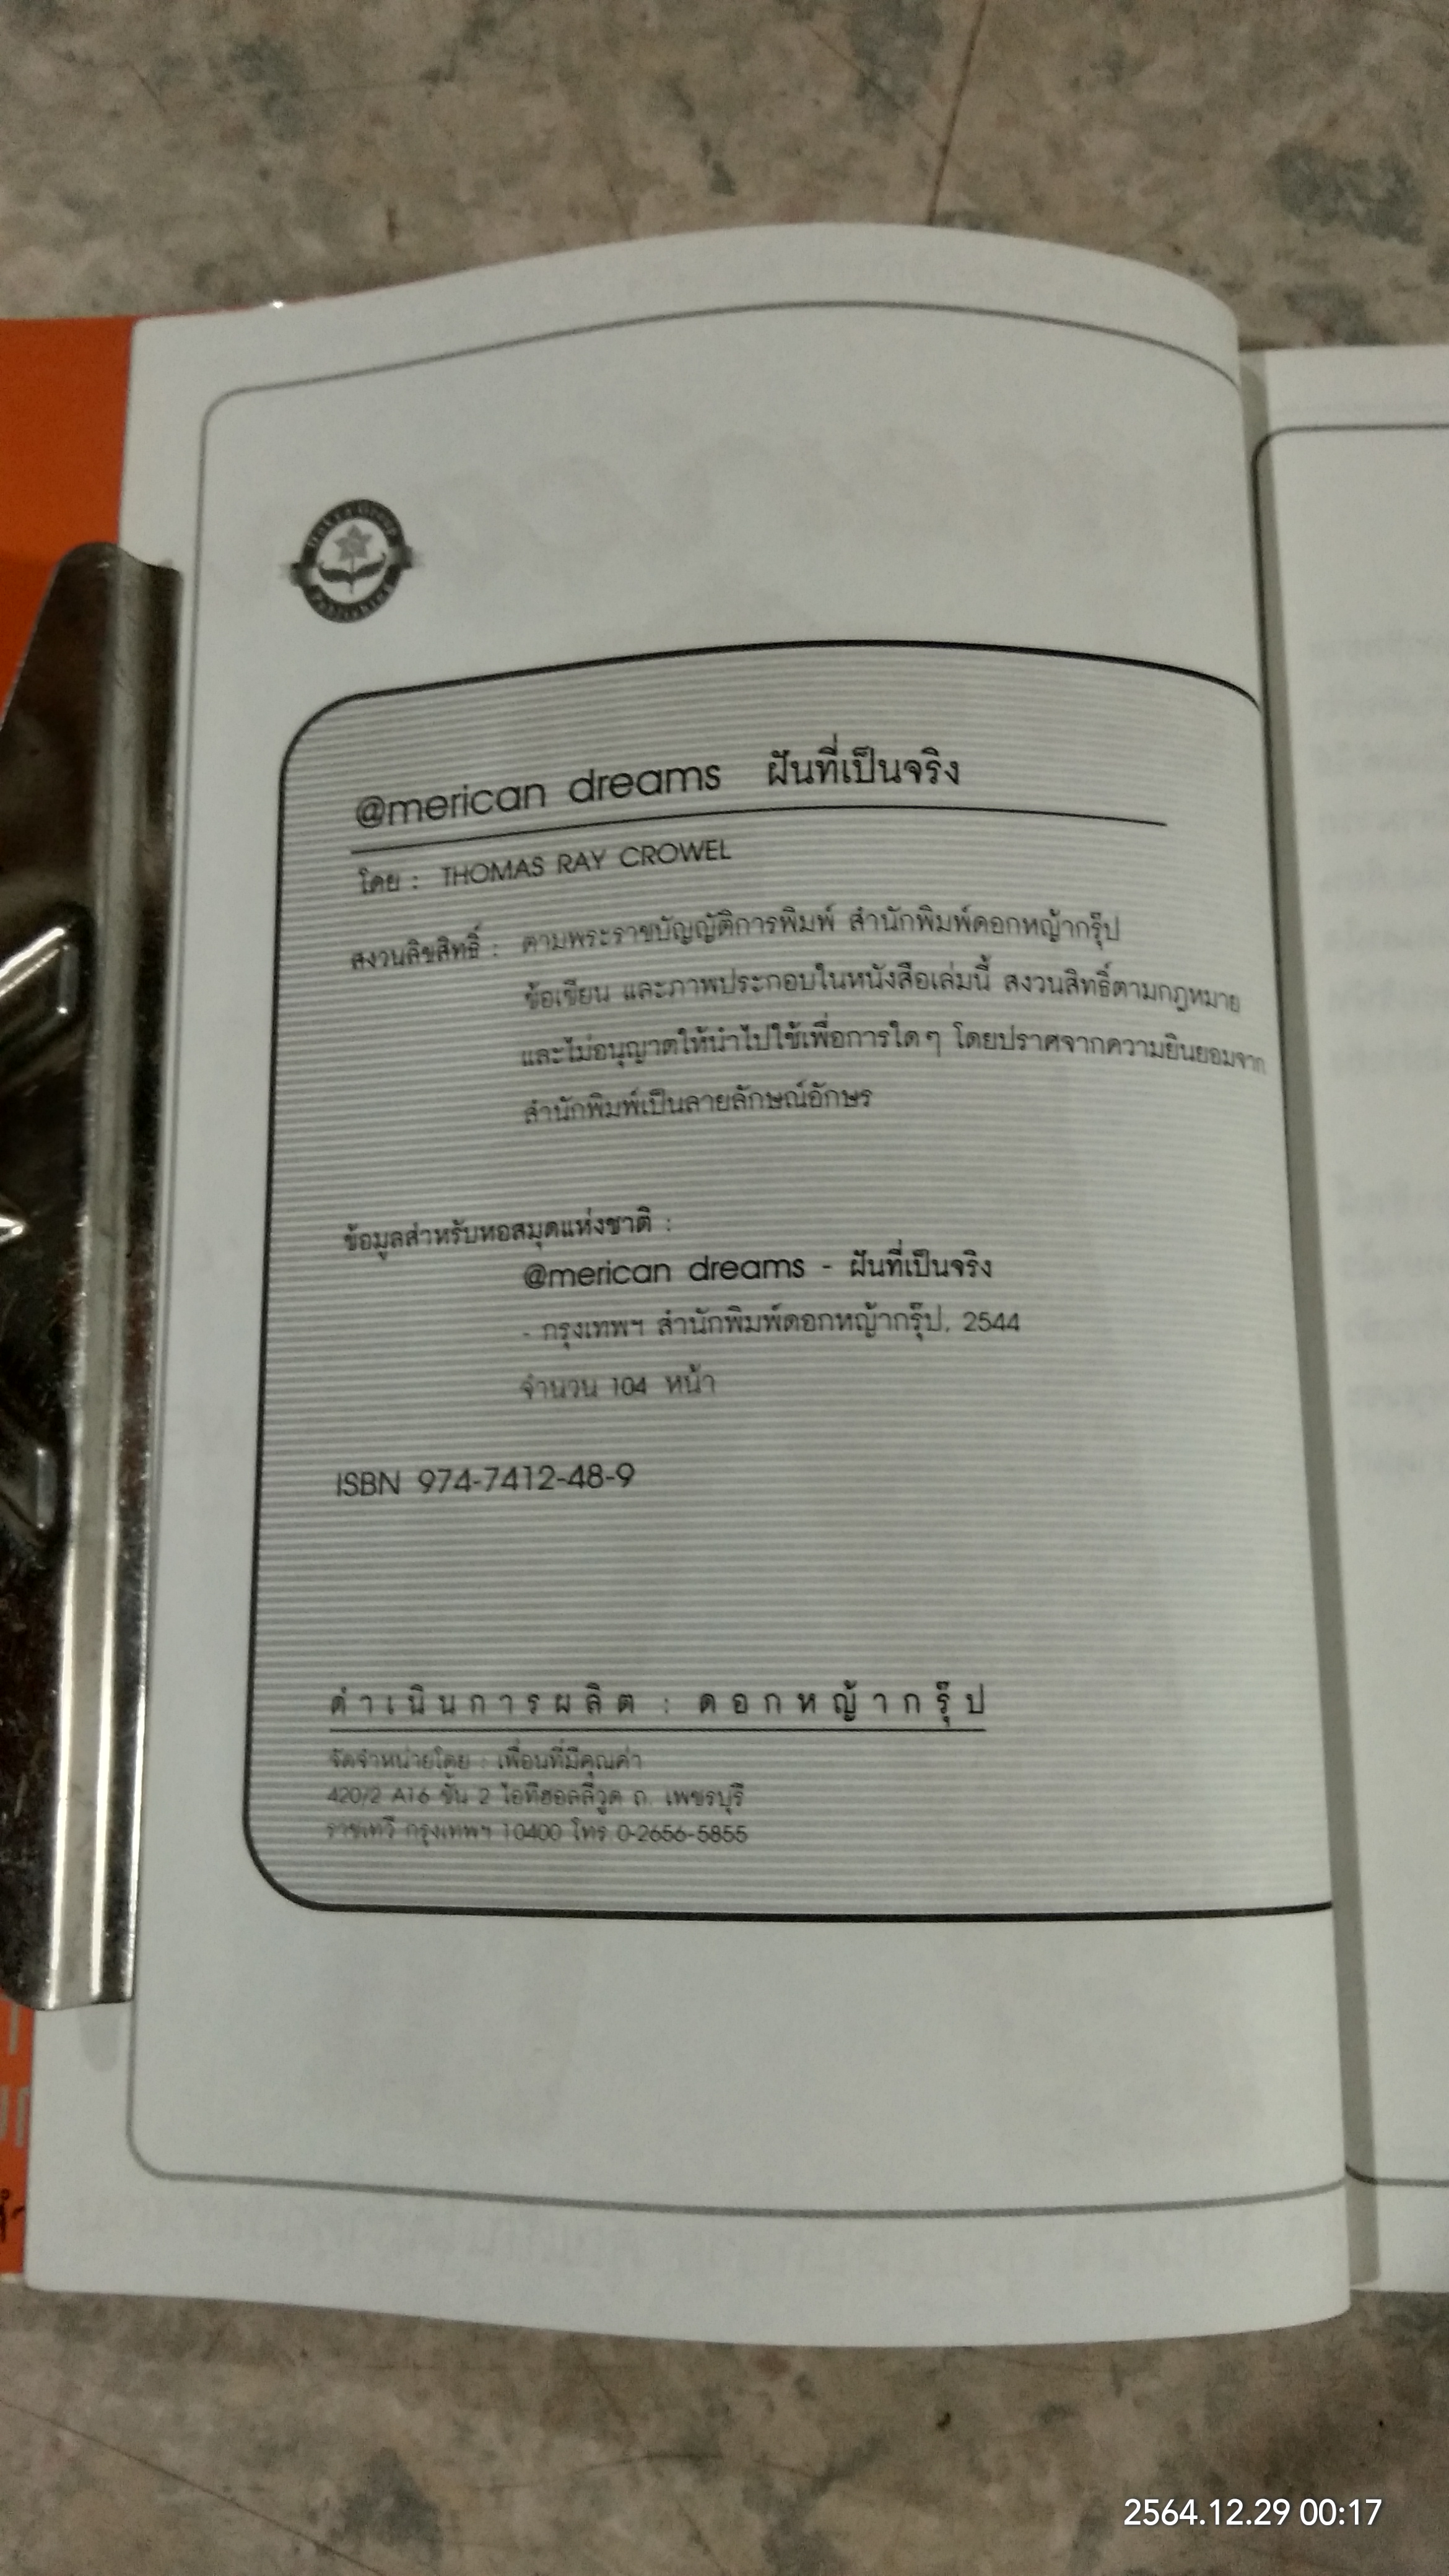 @merican dreams ฝันที่เป็นจริง
โดย : THOMAS RAY CROWEL
สงวนลิขสิทธิ์ : ตามพระราชบัญญัติการพิมพ์ สำนักพิมพ์ดอกหญ้ากรุ๊ป
ข้อเขียน และภาพประกอบในหนังสือเล่มนี้ สงวนสิทธิ์ตามกฎหมาย
และไม่อนุญาตให้นำไปใช้เพื่อการใดๆ โดยปราศจากความยินยอมจาก
สำนักพิมพ์เป็นลายลักษณ์อักษร
ข้อมูลสำหรับหอสมุดแห่งชาติ :
@merican dreams - ฝันที่เป็นจริง
- กรุงเทพฯ สำนักพิมพ์ดอกหญ้ากรุ๊ป, 2544
จำนวน 104 หน้า
ISBN 974-7412-48-9
ดำเนินการผลิต : ดอกหญ้ากรุ๊ป
จัดจำหน่ายโดย : เพื่อนที่มีคุณค่า
420/2 A16 ชั้น 2 ไอทีฮอลลีวูด ถ. เพชรบุรี
ราชเทวี กรุงเทพฯ 10400 โทร 0-2656-5855
2564.12.29 00:17